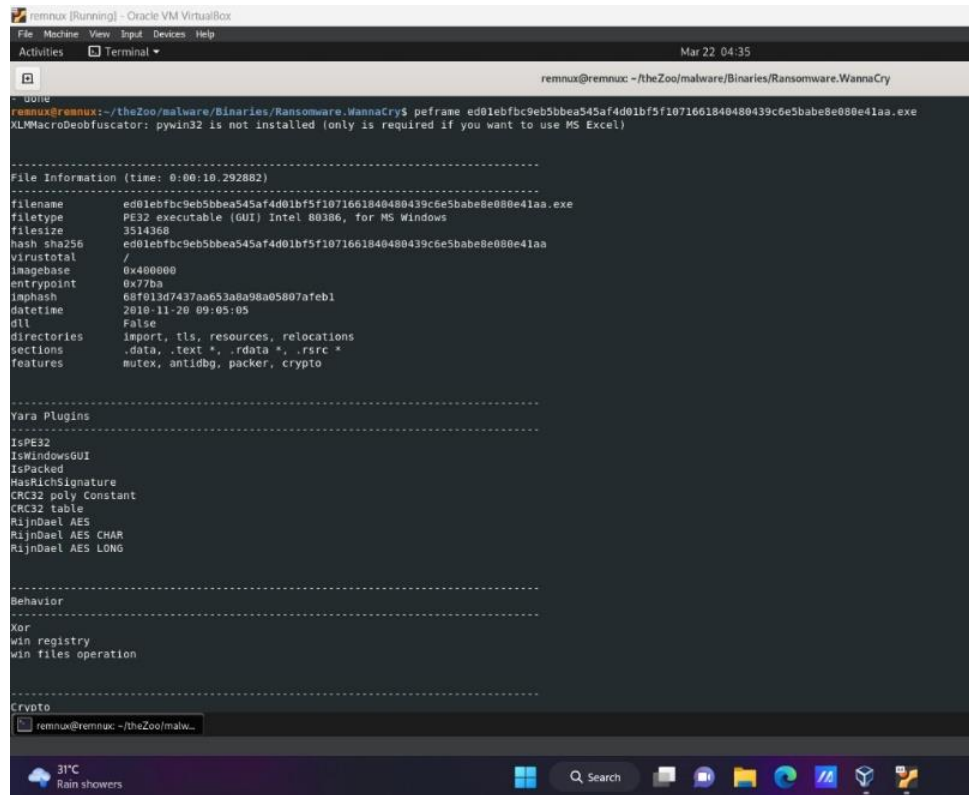 remnux [Running] - Oracle VM VirtualBox
File Machine View Input Devices Help
Activities Terminal Mar 22 04:35
remnux@remnux: ~/theZoo/malware/Binaries/Ransomware.WannaCry
- done
remnux@remnux:~/theZoo/malware/Binaries/Ransomware.WannaCry$ peframe ed01ebfbc9eb5bbea545af4d01bf5f1071661840480439c6e5babe8e080e41aa.exe
XLMMacroDeobfuscator: pywin32 is not installed (only is required if you want to use MS Excel)
--------------------------------------------------------------
File Information (time: 0:00:10.292882)
--------------------------------------------------------------
filename ed01ebfbc9eb5bbea545af4d01bf5f1071661840480439c6e5babe8e080e41aa.exe
filetype PE32 executable (GUI) Intel 80386, for MS Windows
filesize 3514368
hash sha256 ed01ebfbc9eb5bbea545af4d01bf5f1071661840480439c6e5babe8e080e41aa
virustotal /
imagebase 0x400000
entrypoint 0x77ba
imphash 68f013d7437aa653a8a98a05807afeb1
datetime 2010-11-20 09:05:05
dll False
directories import, tls, resources, relocations
sections .data, .text *, .rdata *, .rsrc *
features mutex, antidbg, packer, crypto
--------------------------------------------------------------
Yara Plugins
--------------------------------------------------------------
IsPE32
IsWindowsGUI
IsPacked
HasRichSignature
CRC32 poly Constant
CRC32 table
RijnDael AES
RijnDael AES CHAR
RijnDael AES LONG
--------------------------------------------------------------
Behavior
--------------------------------------------------------------
Xor
win registry
win files operation
--------------------------------------------------------------
Crypto
remnux@remnux: ~/theZoo/malw...
31°C
Rain showers
Search